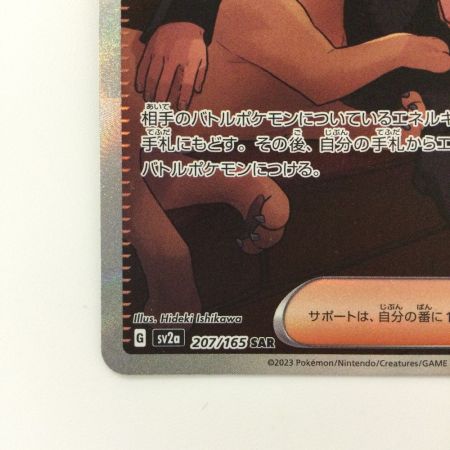 相手のバトルポケモンについているエネルギ
手札にもどす。その後、自分の手札からエ
バトルポケモンにつける。
Illus. Hideki Ishikawa
サポートは、自分の番に1
G sv2a 207/165 SAR
©2023 Pokémon/Nintendo/Creatures/GAME